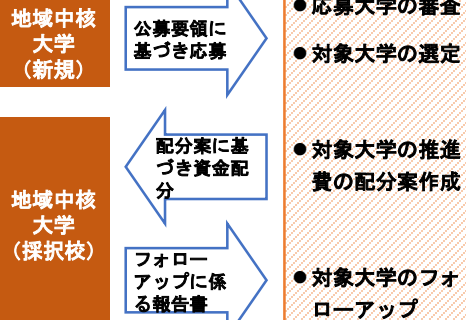 地域中核
大学
（新規）
公募要領に
基づき応募
●応募大学の審査
●対象大学の選定
地域中核
大学
（採択校）
配分案に基
づき資金配
分
●対象大学の推進
費の配分案作成
フォロー
アップに係
る報告書
●対象大学のフォ
ローアップ